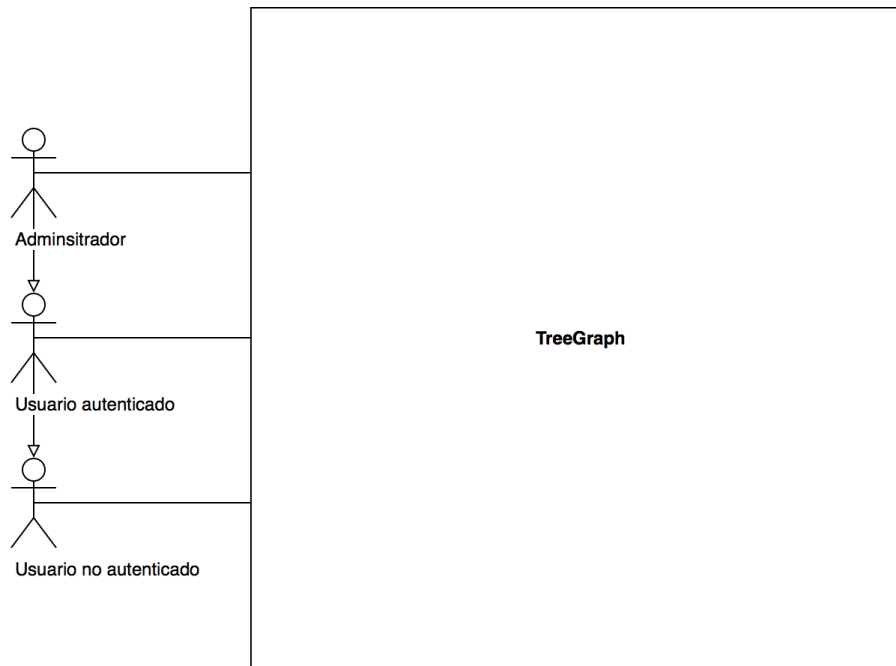 Adminsitrador
TreeGraph
Usuario autenticado
Usuario no autenticado